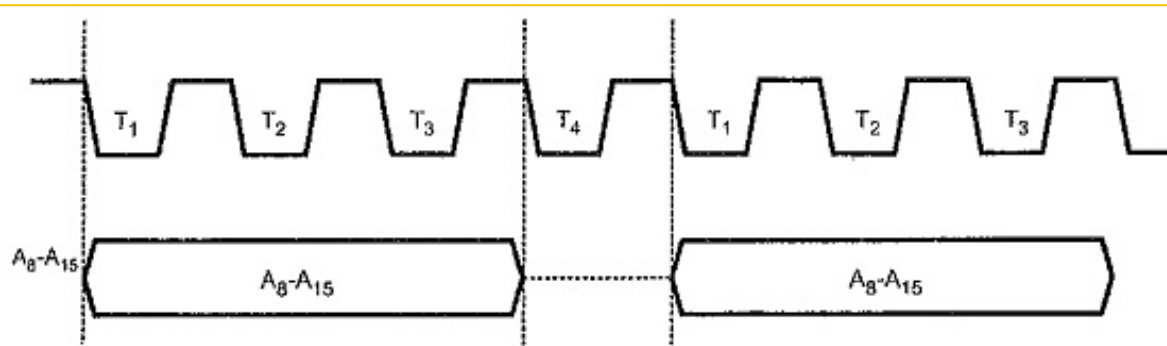 T₁ T₂ T₃ T₄ T₁ T₂ T₃
A₈-A₁₅ A₈-A₁₅ A₈-A₁₅